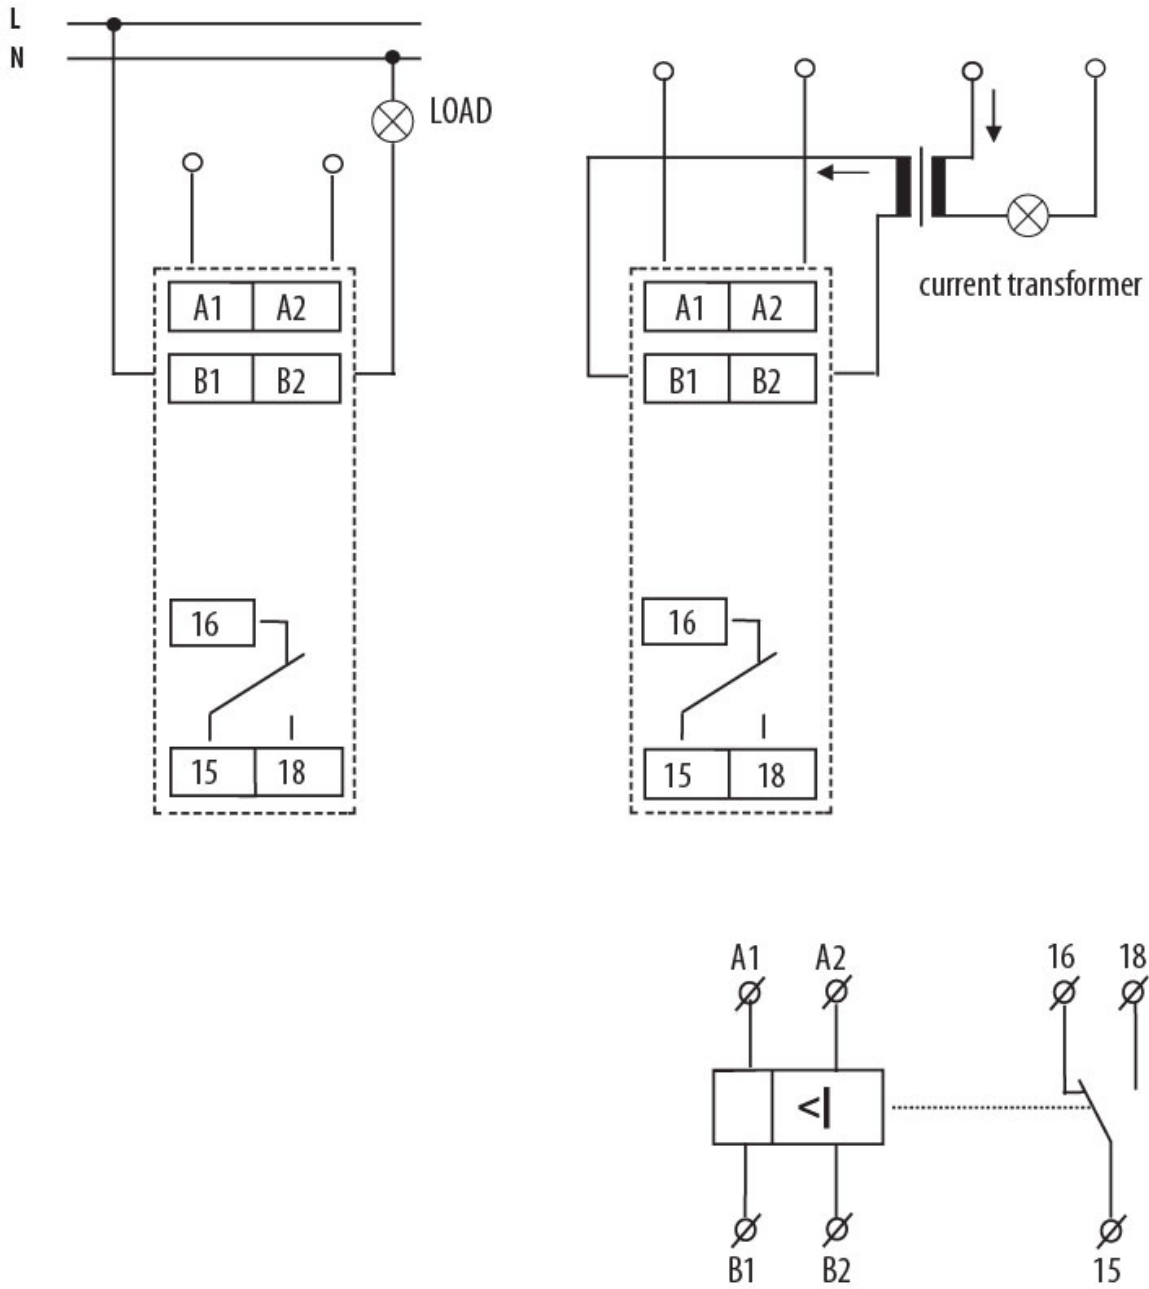 L
N
LOAD
A1 A2
B1 B2
16
15 18
current transformer
A1 A2
B1 B2
16
15 18
A1 A2 16 18
<
B1 B2 15